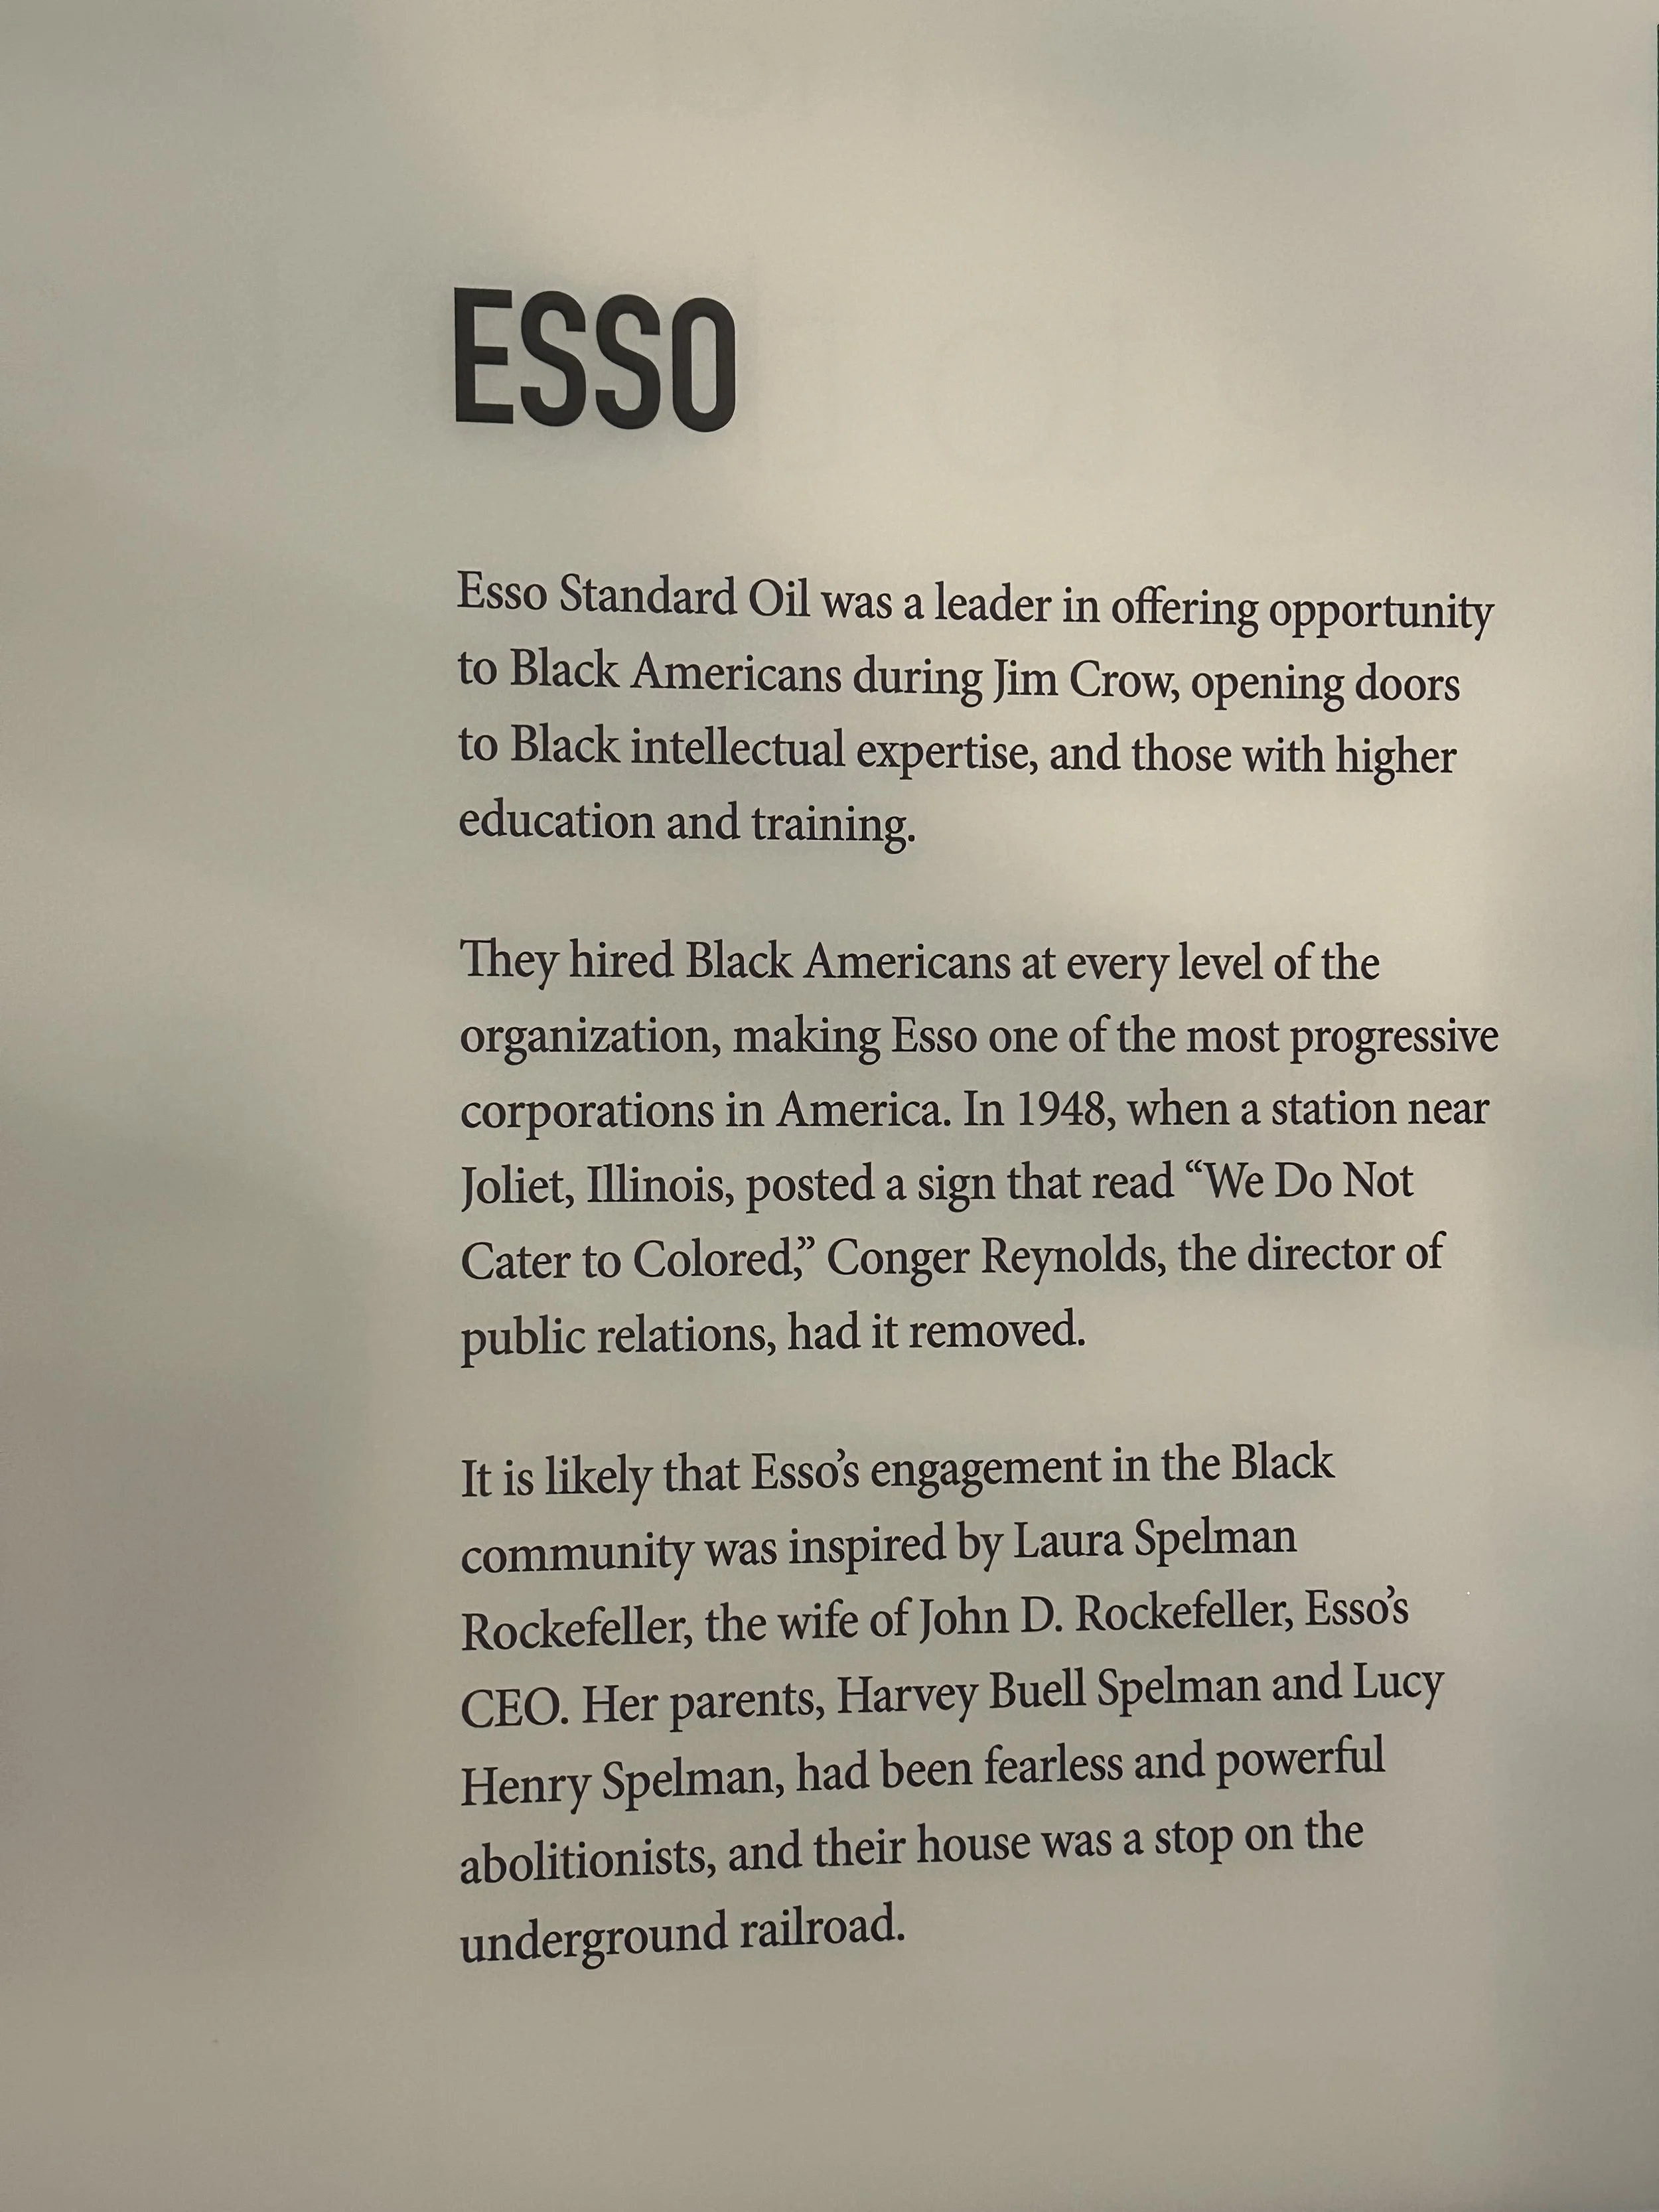 ESSO
Esso Standard Oil was a leader in offering opportunity
to Black Americans during Jim Crow, opening doors
to Black intellectual expertise, and those with higher
education and training.
They hired Black Americans at every level of the
organization, making Esso one of the most progressive
corporations in America. In 1948, when a station near
Joliet, Illinois, posted a sign that read “We Do Not
Cater to Colored,” Conger Reynolds, the director of
public relations, had it removed.
It is likely that Esso’s engagement in the Black
community was inspired by Laura Spelman
Rockefeller, the wife of John D. Rockefeller, Esso’s
CEO. Her parents, Harvey Buell Spelman and Lucy
Henry Spelman, had been fearless and powerful
abolitionists, and their house was a stop on the
underground railroad.